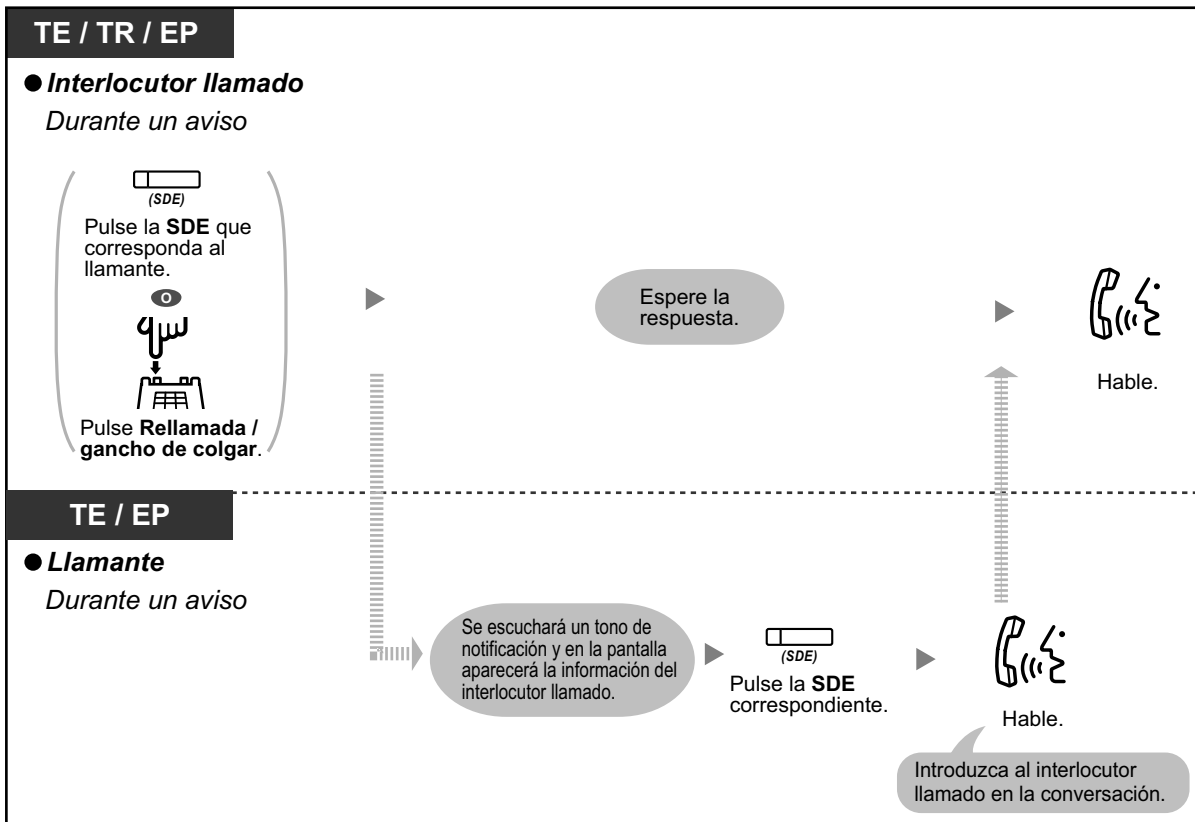 TE / TR / EP
● Interlocutor llamado
Durante un aviso
(SDE)
Pulse la SDE que
corresponda al
llamante.
O
Pulse Rellamada /
gancho de colgar.
Espere la
respuesta.
Hable.
TE / EP
● Llamante
Durante un aviso
Se escuchará un tono de
notificación y en la pantalla
aparecerá la información del
interlocutor llamado.
(SDE)
Pulse la SDE
correspondiente.
Hable.
Introduzca al interlocutor
llamado en la conversación.